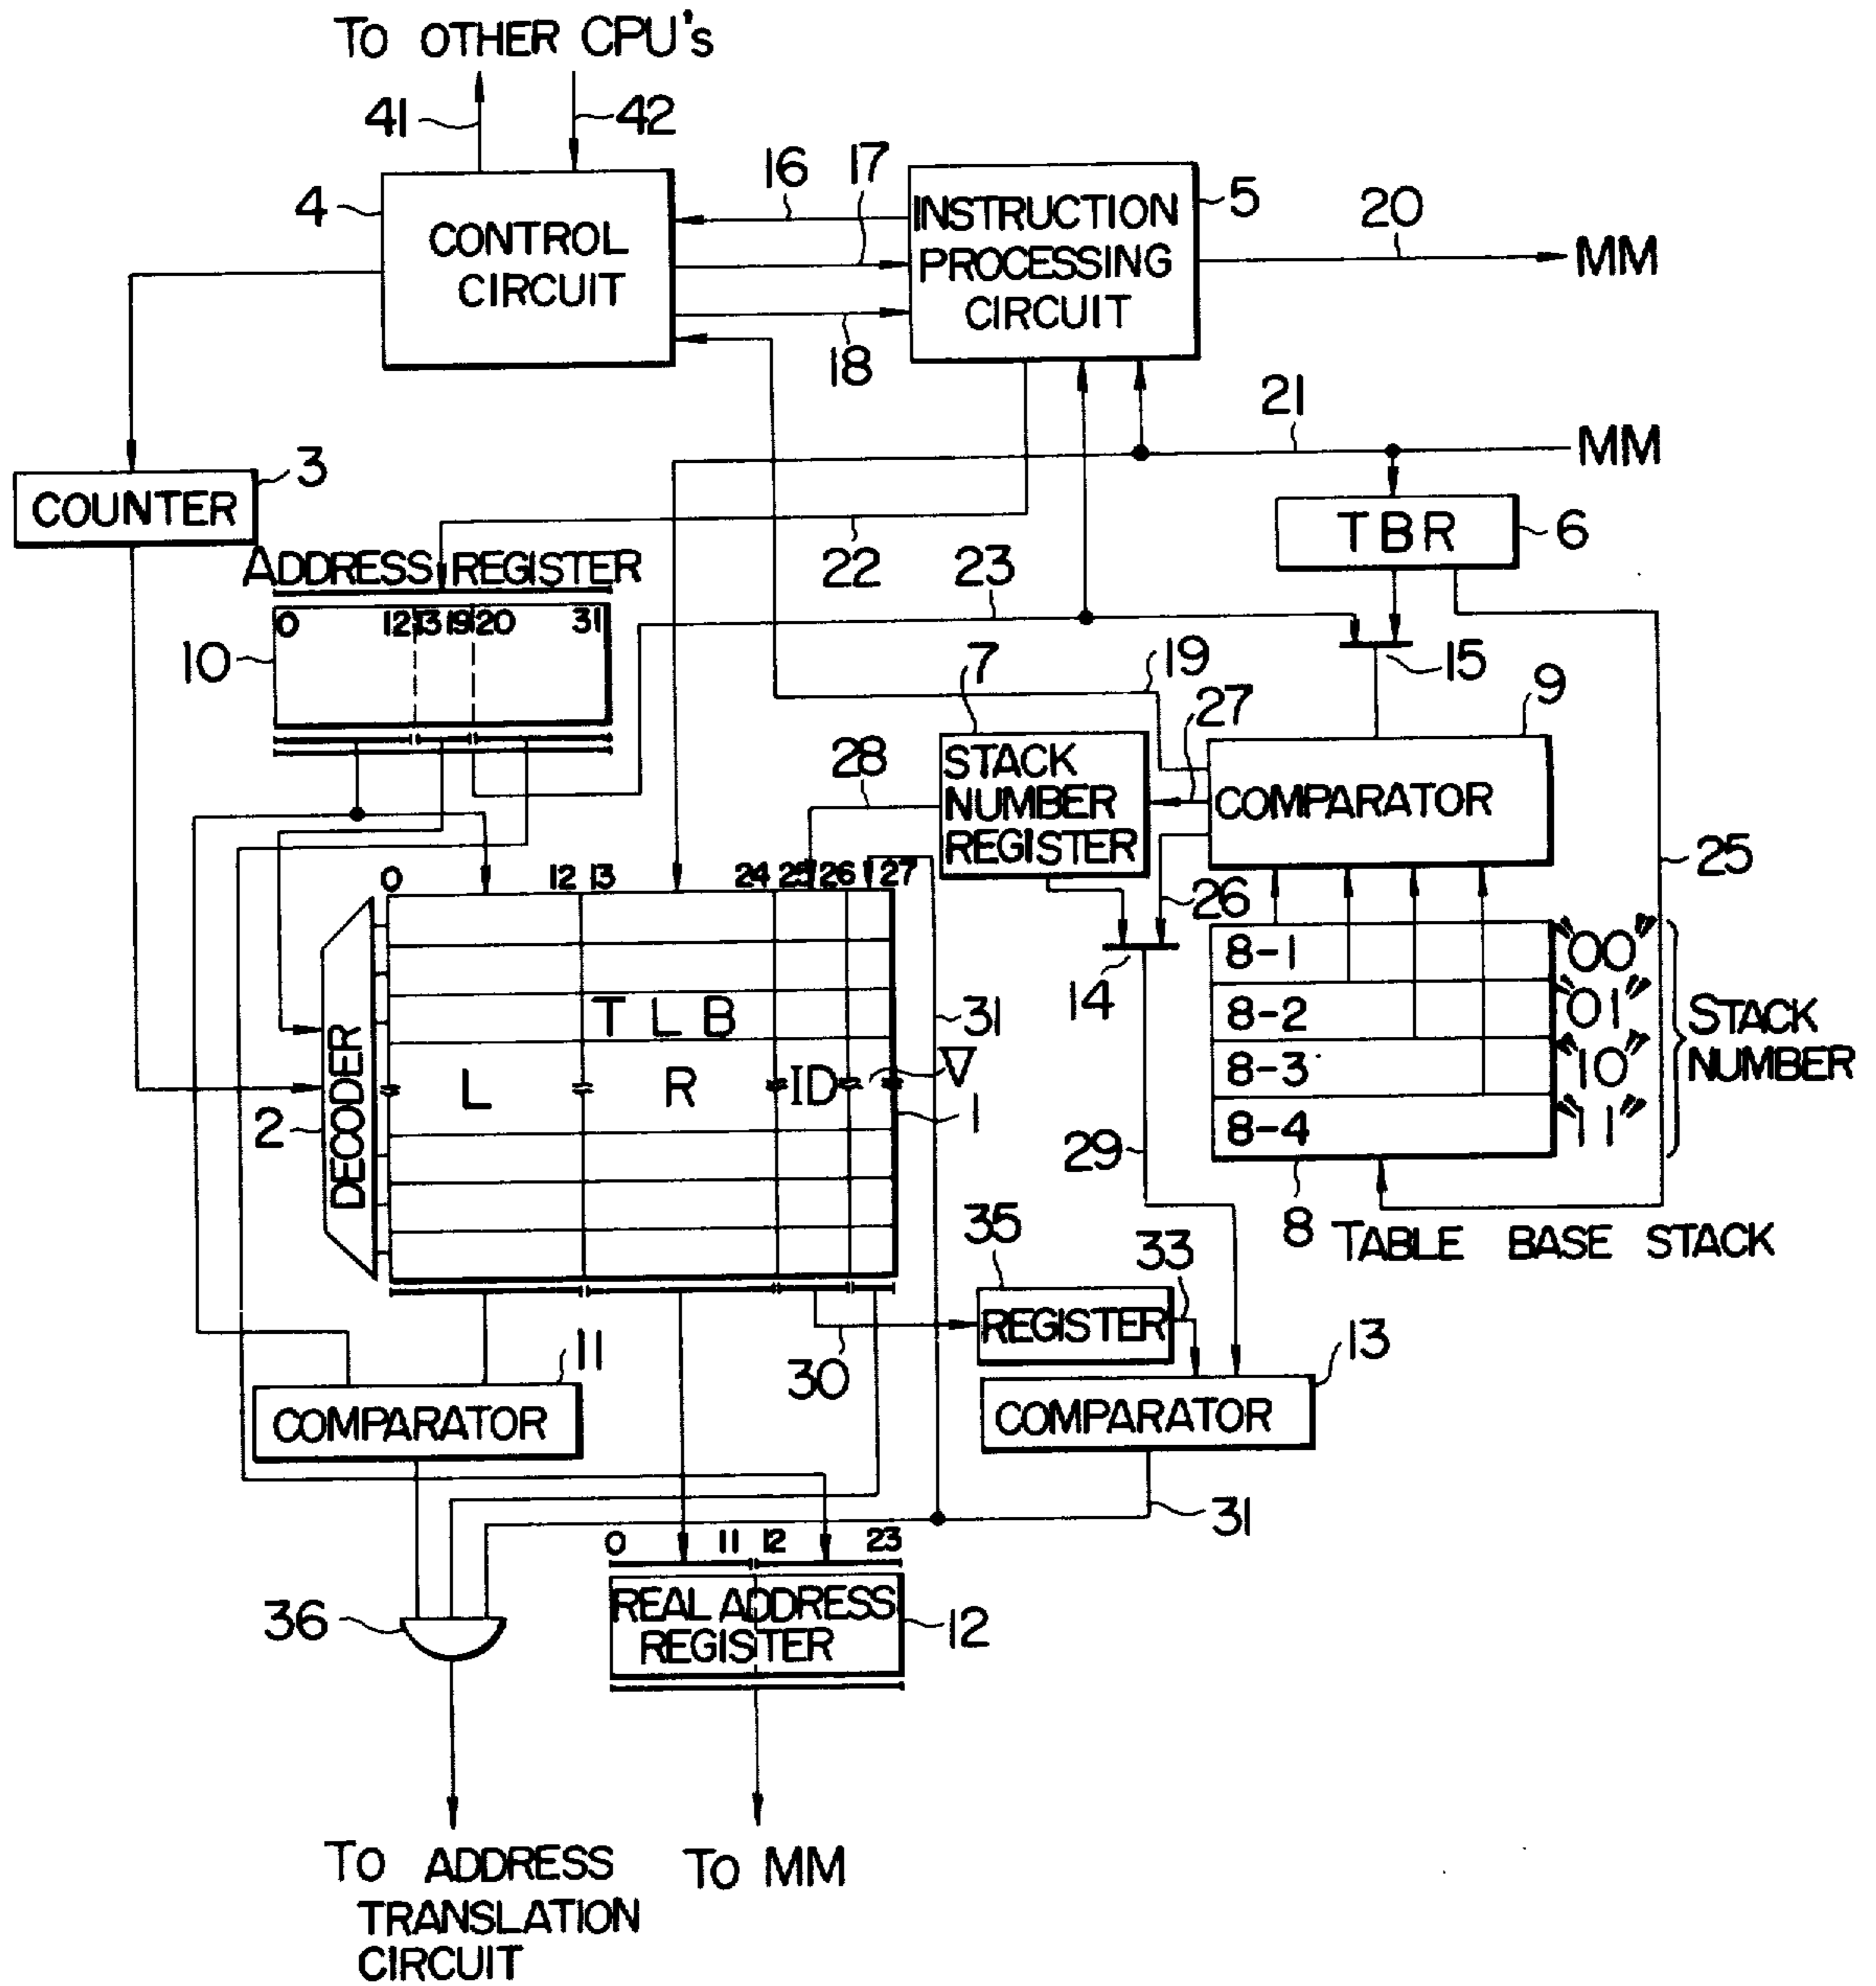 TO OTHER CPU's
41
42
4
CONTROL
CIRCUIT
16
17
18
INSTRUCTION
PROCESSING
CIRCUIT
5
20
MM
21
MM
3
COUNTER
TBR
6
22
23
ADDRESS REGISTER
0
12
13
19
20
31
10
15
19
7
27
9
28
STACK
NUMBER
REGISTER
COMPARATOR
25
26
0
12
13
24
25
26
27
14
8-1
8-2
8-3
8-4
"00"
"01"
"10"
"11"
STACK
NUMBER
TLB
31
L
R
ID
V
1
2
DECODER
29
8
TABLE BASE STACK
35
REGISTER
33
30
13
COMPARATOR
11
COMPARATOR
31
0
11
12
23
REAL ADDRESS
REGISTER
12
36
TO ADDRESS
TRANSLATION
CIRCUIT
TO MM